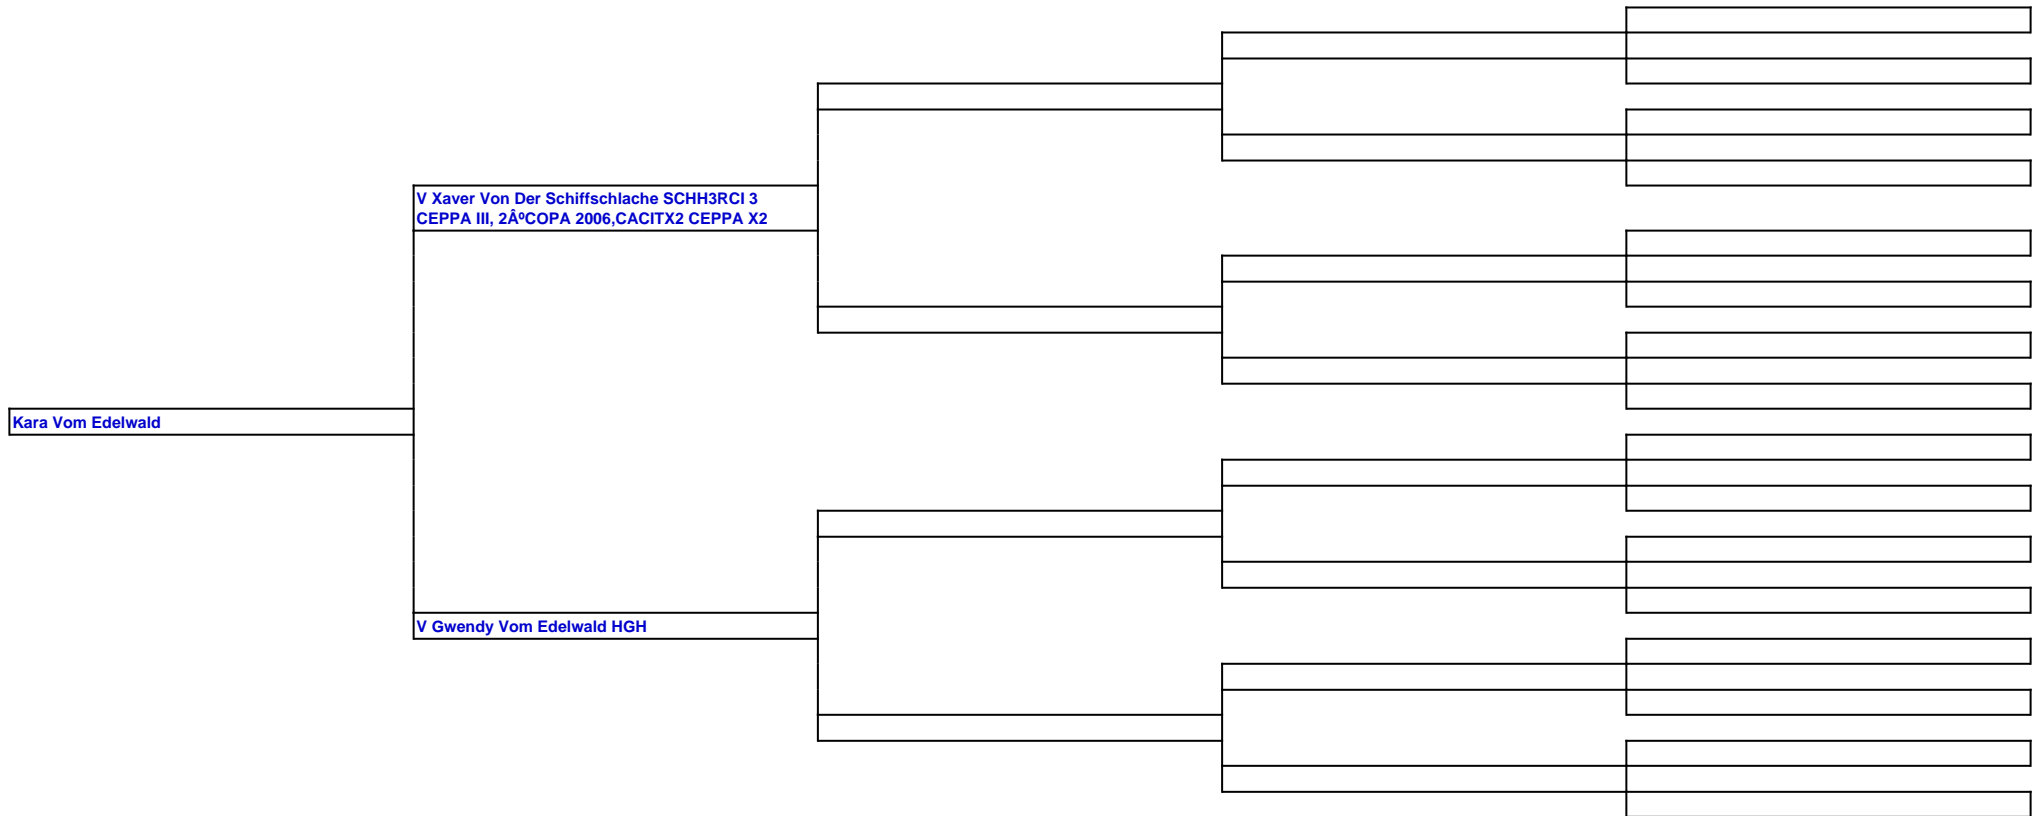 V Xaver Von Der Schiffschlache SCHH3RCI 3
CEPPA III, 2ÂºCOPA 2006,CACITX2 CEPPA X2
Kara Vom Edelwald
V Gwendy Vom Edelwald HGH